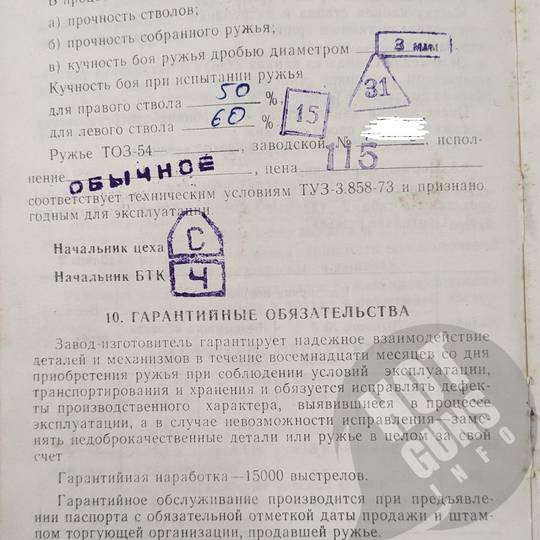 а) прочность стволов;
б) прочность собранного ружья;
в) кучность боя ружья дробью диаметром 3 мм
Кучность боя при испытании ружья
31
для правого ствола 50 %
для левого ствола 60 %
15
Ружье ТОЗ-54— , заводской № , испол-
нение ОБЫЧНОЕ , цена 115
соответствует техническим условиям ТУЗ-3.858-73 и признано
годным для эксплуатации.
Начальник цеха С
Начальник БТК Ч
10. ГАРАНТИЙНЫЕ ОБЯЗАТЕЛЬСТВА
Завод-изготовитель гарантирует надежное взаимодействие
деталей и механизмов в течение восемнадцати месяцев со дня
приобретения ружья при соблюдении условий эксплуатации,
транспортирования и хранения и обязуется исправлять дефек-
ты производственного характера, выявившиеся в процессе
эксплуатации, а в случае невозможности исправления—заме-
нять недоброкачественные детали или ружье в целом за свой
счет
Гарантийная наработка—15000 выстрелов.
Гарантийное обслуживание производится при предъявле-
нии паспорта с обязательной отметкой даты продажи и штам-
пом торгующей организации, продавшей ружье.
GUNS
INFO